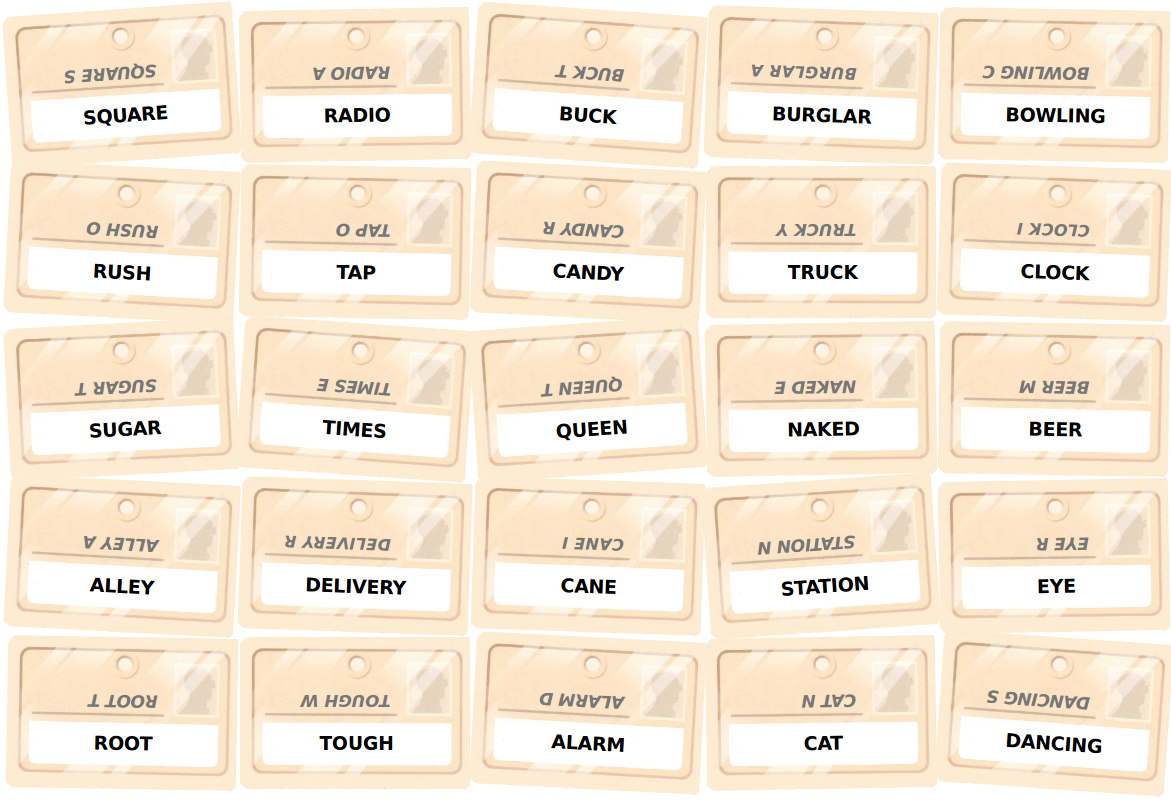 SQUARE S
SQUARE
RADIO A
RADIO
BUCK T
BUCK
BURGLAR A
BURGLAR
BOWLING C
BOWLING
RUSH O
RUSH
TAP O
TAP
CANDY R
CANDY
TRUCK Y
TRUCK
CLOCK I
CLOCK
SUGAR T
SUGAR
TIMES E
TIMES
QUEEN T
QUEEN
NAKED E
NAKED
BEER M
BEER
ALLEY A
ALLEY
DELIVERY R
DELIVERY
CANE I
CANE
STATION N
STATION
EYE R
EYE
ROOT T
ROOT
TOUGH W
TOUGH
ALARM D
ALARM
CAT N
CAT
DANCING S
DANCING